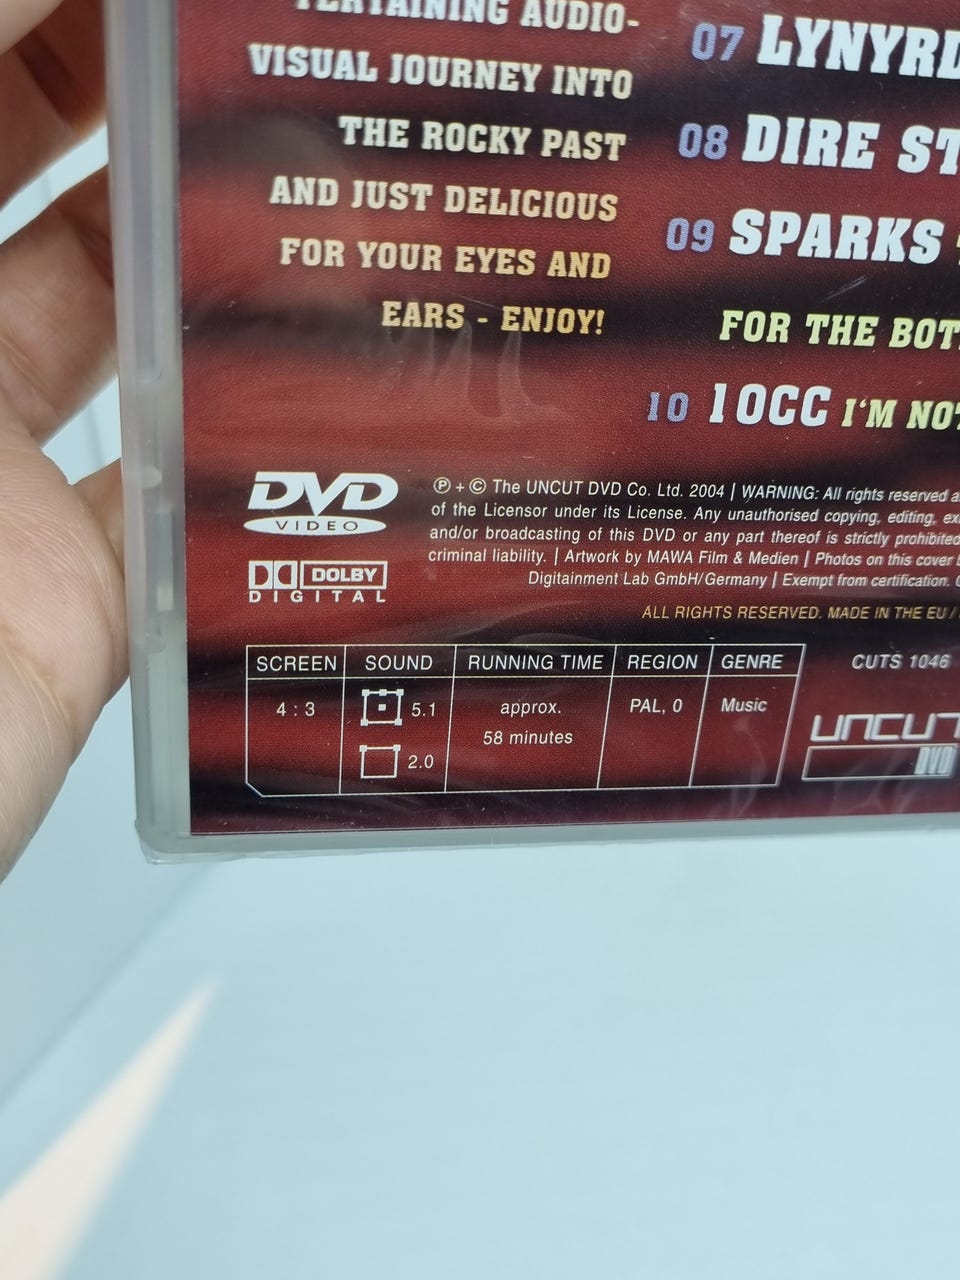 TERTAINING AUDIO-
VISUAL JOURNEY INTO
THE ROCKY PAST
AND JUST DELICIOUS
FOR YOUR EYES AND
EARS - ENJOY!
07 LYNYRD
08 DIRE ST
09 SPARKS
FOR THE BOT
10 10CC I'M NOT
DVD
VIDEO
DOLBY
DIGITAL
℗ + © The UNCUT DVD Co. Ltd. 2004 | WARNING: All rights reserved
of the Licensor under its License. Any unauthorised copying, editing,
and/or broadcasting of this DVD or any part thereof is strictly prohibited
criminal liability. | Artwork by MAWA Film & Medien | Photos on this cover
Digitainment Lab GmbH/Germany | Exempt from certification.
ALL RIGHTS RESERVED. MADE IN THE EU /
SCREEN SOUND RUNNING TIME REGION GENRE
4 : 3 5.1 approx. PAL, 0 Music
2.0 58 minutes
CUTS 1046
UNCUT
DVD